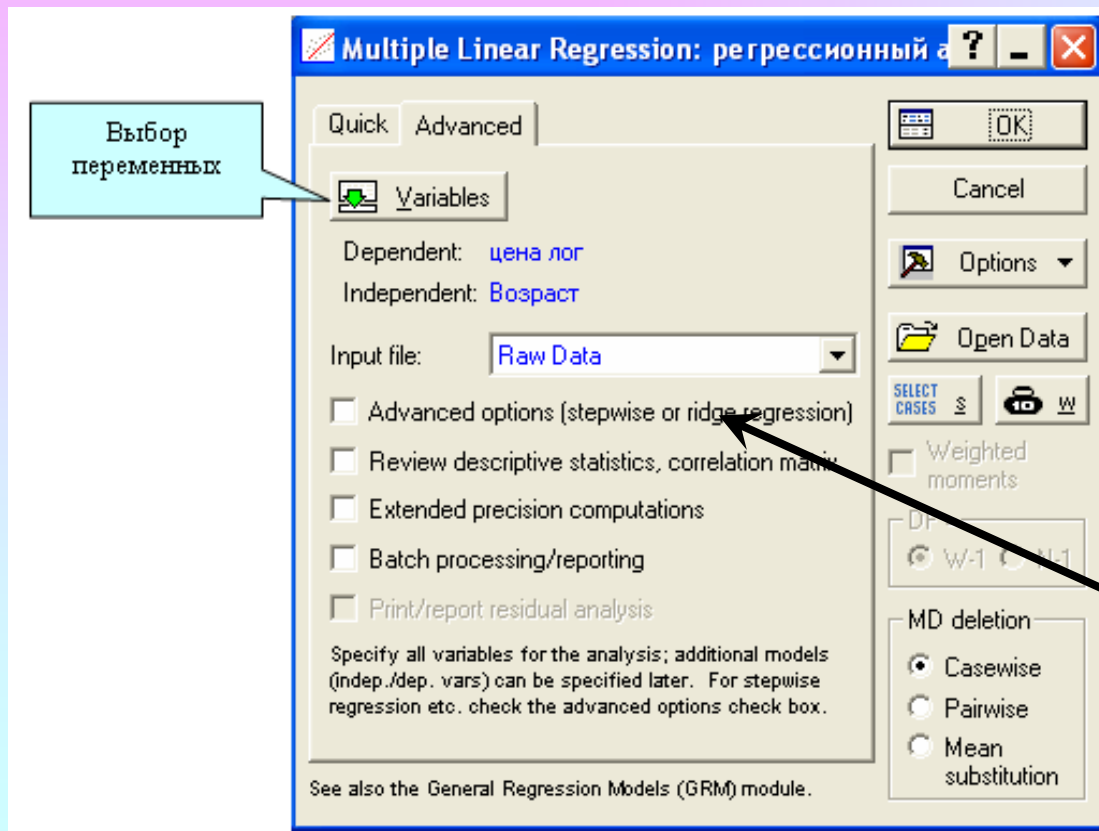 Multiple Linear Regression: регрессионный а
Выбор
переменных
Quick
Advanced
Variables
Dependent: цена лог
Independent: Возраст
Input file: Raw Data
Advanced options (stepwise or ridge regression)
Review descriptive statistics, correlation matrix
Extended precision computations
Batch processing/reporting
Print/report residual analysis
Specify all variables for the analysis; additional models
(indep./dep. vars) can be specified later. For stepwise
regression etc. check the advanced options check box.
See also the General Regression Models (GRM) module.
OK
Cancel
Options
Open Data
SELECT
CASES S
W
Weighted
moments
DF
W-1 N-1
MD deletion
Casewise
Pairwise
Mean
substitution